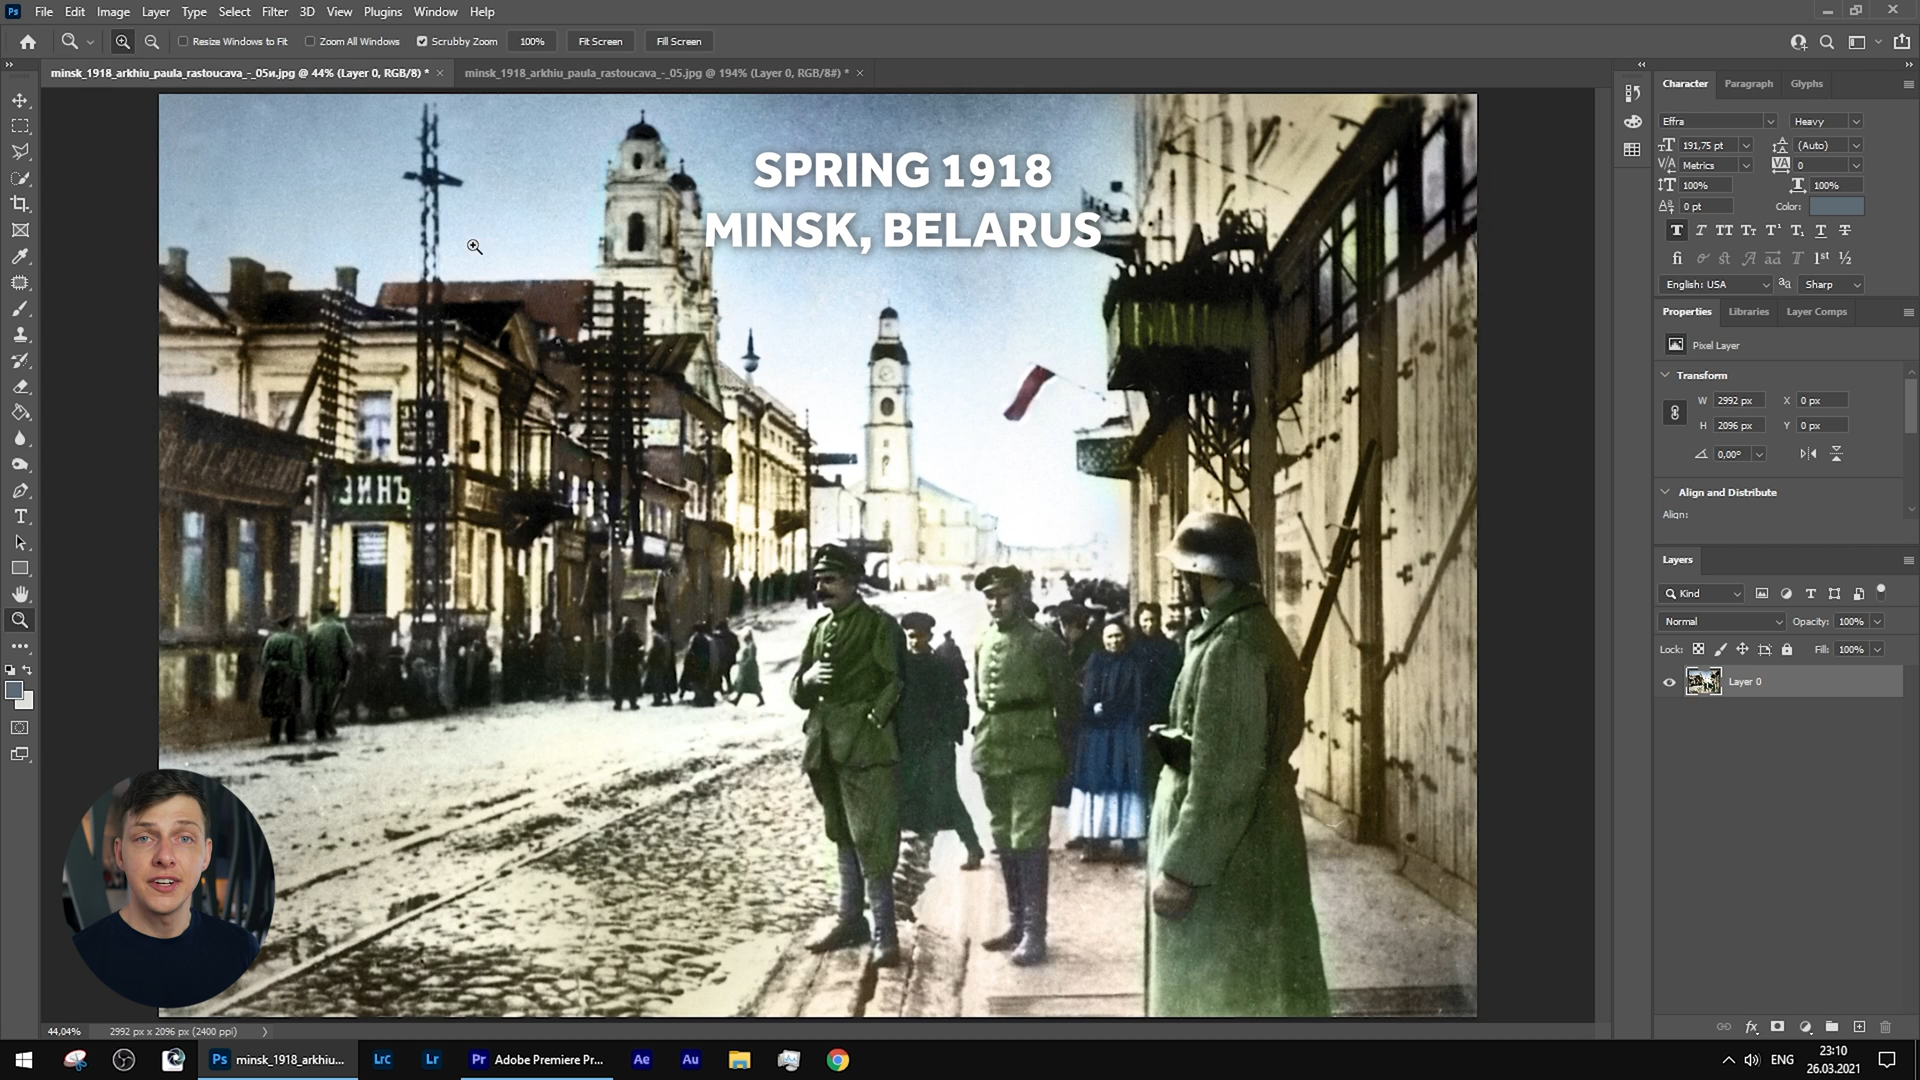 File Edit Image Layer Type Select Filter 3D View Plugins Window Help
Resize Windows to Fit Zoom All Windows Scrubby Zoom 100% Fit Screen Fill Screen
minsk_1918_arkhiu_paula_rastoucava_-_05и.jpg @ 44% (Layer 0, RGB/8) * × minsk_1918_arkhiu_paula_rastoucava_-_05.jpg @ 194% (Layer 0, RGB/8#) * ×
SPRING 1918
MINSK, BELARUS
ЗИНЪ
Character Paragraph Glyphs
Effra Heavy
191,75 pt (Auto)
Metrics 0
100% 100%
0 pt Color:
English: USA aa Sharp
Properties Libraries Layer Comps
Pixel Layer
Transform
W 2992 px X 0 px
H 2096 px Y 0 px
0,00°
Align and Distribute
Align:
Layers
Kind
Normal Opacity: 100%
Lock: Fill: 100%
Layer 0
44,04% 2992 px x 2096 px (2400 ppi)
Ps minsk_1918_arkhiu... LrC Lr Pr Adobe Premiere Pr... Ae Au
ENG 23:10
26.03.2021